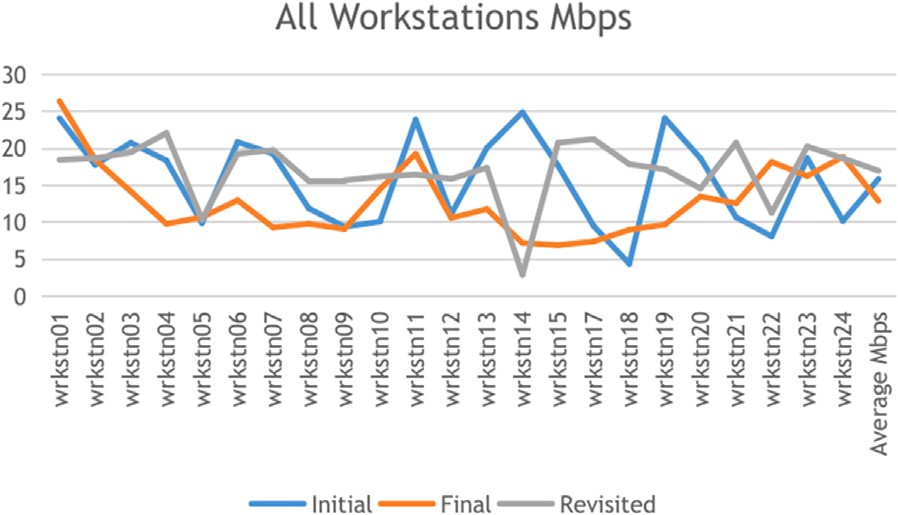 All Workstations Mbps
30
25
20
15
10
5
0
wrkstn01
wrkstn02
wrkstn03
wrkstn04
wrkstn05
wrkstn06
wrkstn07
wrkstn08
wrkstn09
wrkstn10
wrkstn11
wrkstn12
wrkstn13
wrkstn14
wrkstn15
wrkstn17
wrkstn18
wrkstn19
wrkstn20
wrkstn21
wrkstn22
wrkstn23
wrkstn24
Average Mbps
Initial Final Revisited